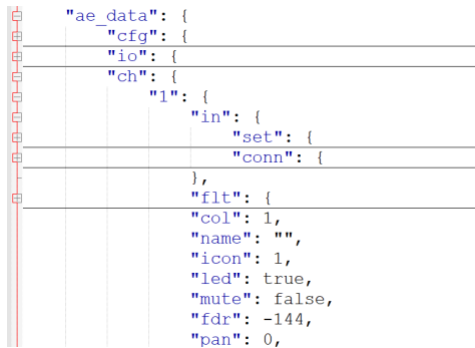 "ae_data": {
"cfg": {
"io": {
"ch": {
"1": {
"in": {
"set": {
"conn": {
},
"flt": {
"col": 1,
"name": "",
"icon": 1,
"led": true,
"mute": false,
"fdr": -144,
"pan": 0,